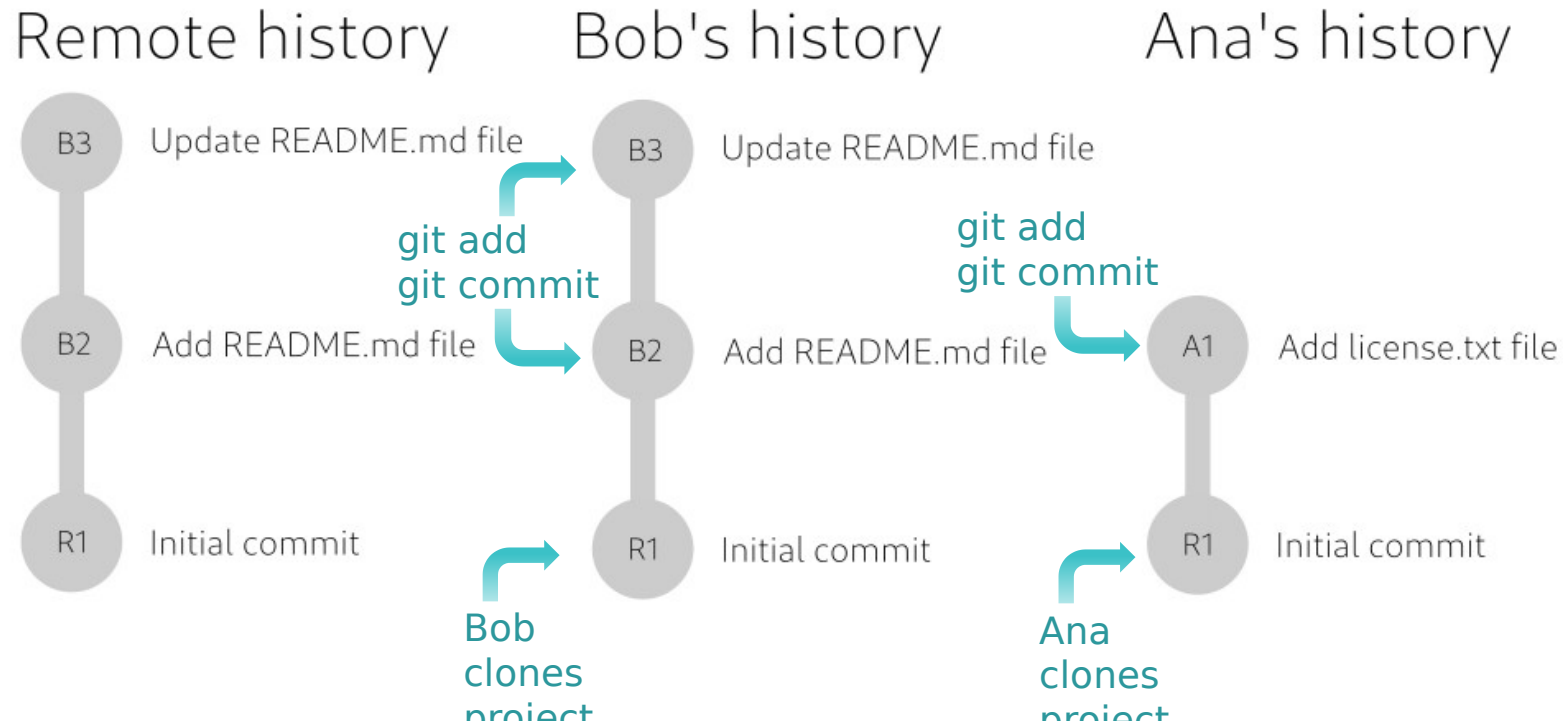 Remote history
B3 Update README.md file
B2 Add README.md file
R1 Initial commit
Bob's history
B3 Update README.md file
git add
git commit
B2 Add README.md file
R1 Initial commit
Bob
clones
project
Ana's history
git add
git commit
A1 Add license.txt file
R1 Initial commit
Ana
clones
project